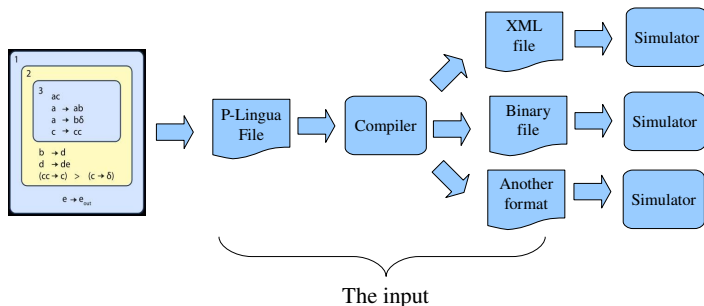 1
2
3
ac
a → ab
a → bδ
c → cc
b → d
d → de
(cc → c) > (c → δ)
e → eout
P-Lingua
File
Compiler
XML
file
Binary
file
Another
format
Simulator
Simulator
Simulator
The input